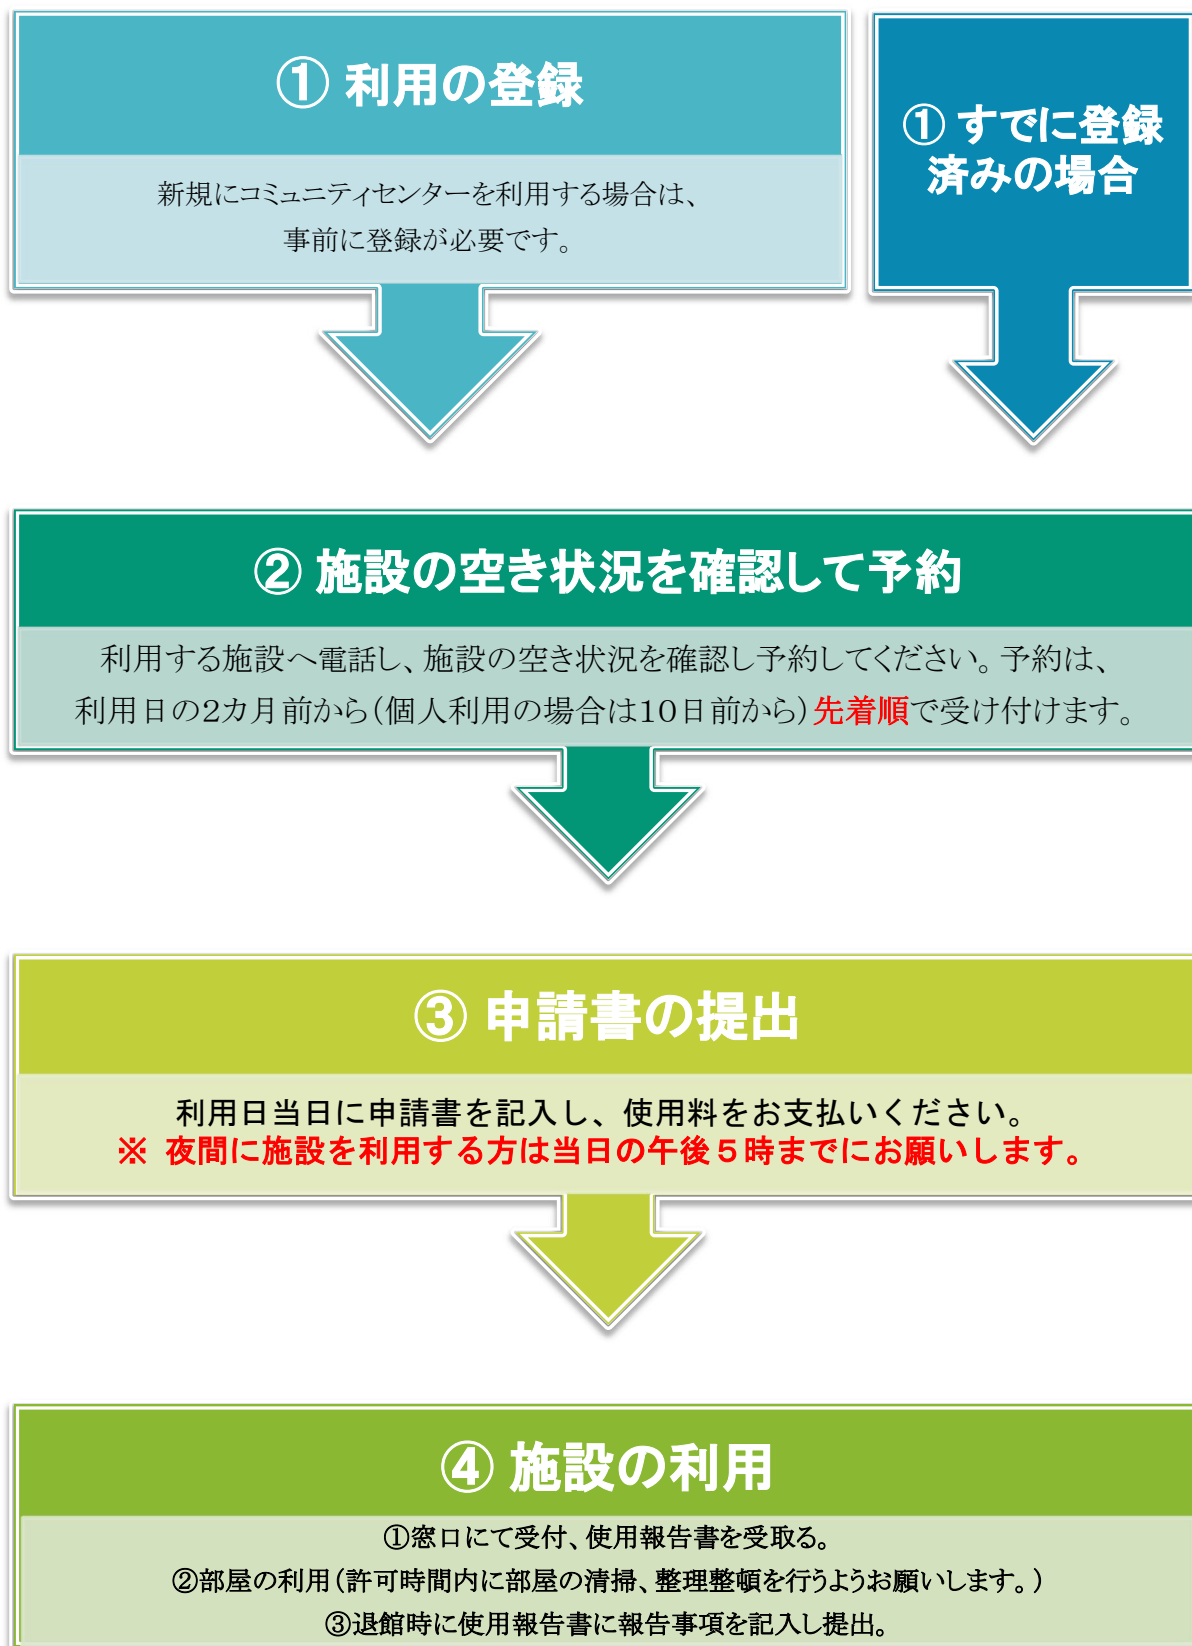 ① 利用の登録
新規にコミュニティセンターを利用する場合は、
事前に登録が必要です。
① すでに登録
済みの場合
② 施設の空き状況を確認して予約
利用する施設へ電話し、施設の空き状況を確認し予約してください。予約は、
利用日の2カ月前から（個人利用の場合は10日前から）先着順で受け付けます。
③ 申請書の提出
利用日当日に申請書を記入し、使用料をお支払いください。
※ 夜間に施設を利用する方は当日の午後５時までにお願いします。
④ 施設の利用
①窓口にて受付、使用報告書を受取る。
②部屋の利用（許可時間内に部屋の清掃、整理整頓を行うようお願いします。）
③退館時に使用報告書に報告事項を記入し提出。